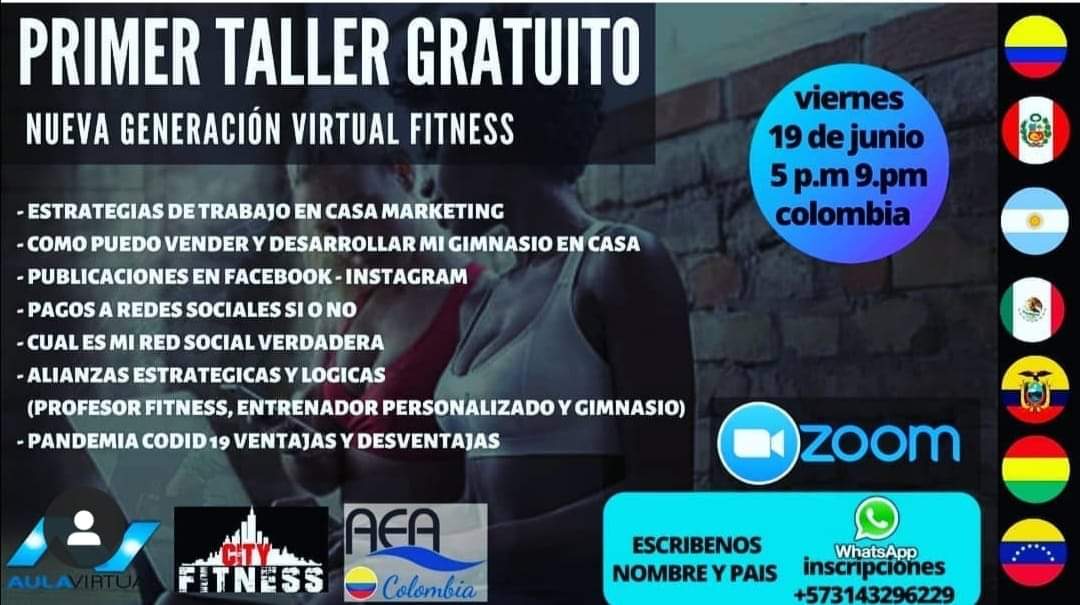 PRIMER TALLER GRATUITO
NUEVA GENERACIÓN VIRTUAL FITNESS
viernes
19 de junio
5 p.m 9.pm
colombia
- ESTRATEGIAS DE TRABAJO EN CASA MARKETING
- COMO PUEDO VENDER Y DESARROLLAR MI GIMNASIO EN CASA
- PUBLICACIONES EN FACEBOOK - INSTAGRAM
- PAGOS A REDES SOCIALES SI O NO
- CUAL ES MI RED SOCIAL VERDADERA
- ALIANZAS ESTRATEGICAS Y LOGICAS
(PROFESOR FITNESS, ENTRENADOR PERSONALIZADO Y GIMNASIO)
- PANDEMIA CODID 19 VENTAJAS Y DESVENTAJAS
zoom
AULAVIRTUA
CITY
FITNESS
AEA
Colombia
ESCRIBENOS
NOMBRE Y PAIS
WhatsApp
inscripciones
+573143296229